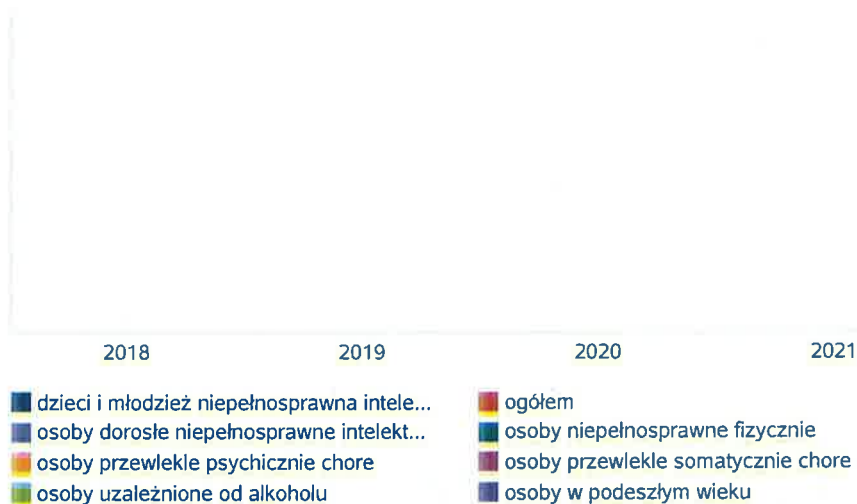 2018 2019 2020 2021
dzieci i młodzież niepełnosprawna intele... ogółem
osoby dorosłe niepełnosprawne intelekt... osoby niepełnosprawne fizycznie
osoby przewlekle psychicznie chore osoby przewlekle somatycznie chore
osoby uzależnione od alkoholu osoby w podeszłym wieku